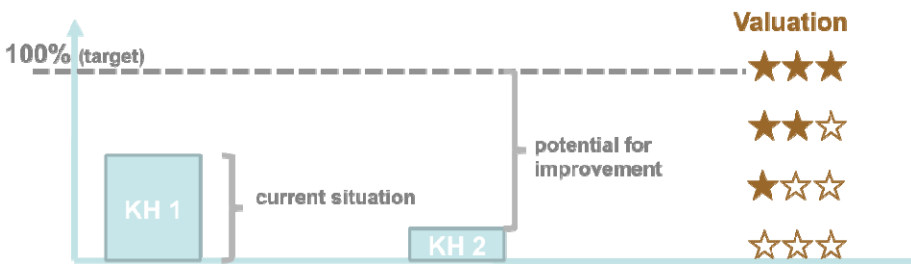 Valuation
100% (target)
potential for
improvement
current situation
KH 1
KH 2